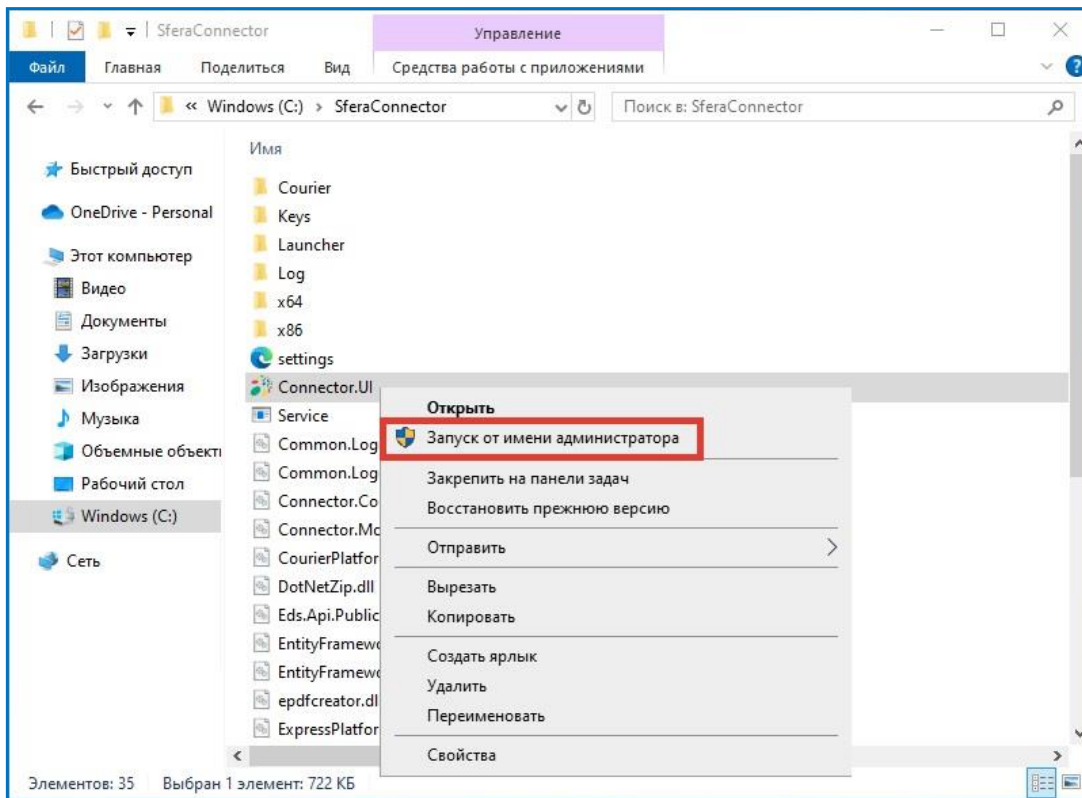 SferaConnector
Управление
Файл
Главная
Поделиться
Вид
Средства работы с приложениями
?
« Windows (C:) › SferaConnector
Поиск в: SferaConnector
Имя
Быстрый доступ
OneDrive - Personal
Этот компьютер
Видео
Документы
Загрузки
Изображения
Музыка
Объемные объект
Рабочий стол
Windows (C:)
Сеть
Courier
Keys
Launcher
Log
x64
x86
settings
Connector.UI
Service
Common.Log
Common.Log
Connector.Co
Connector.Mo
CourierPlatfor
DotNetZip.dll
Eds.Api.Public
EntityFramewo
EntityFramewo
epdfcreator.dl
ExpressPlatfor
Открыть
Запуск от имени администратора
Закрепить на панели задач
Восстановить прежнюю версию
Отправить
Вырезать
Копировать
Создать ярлык
Удалить
Переименовать
Свойства
Элементов: 35
Выбран 1 элемент: 722 КБ